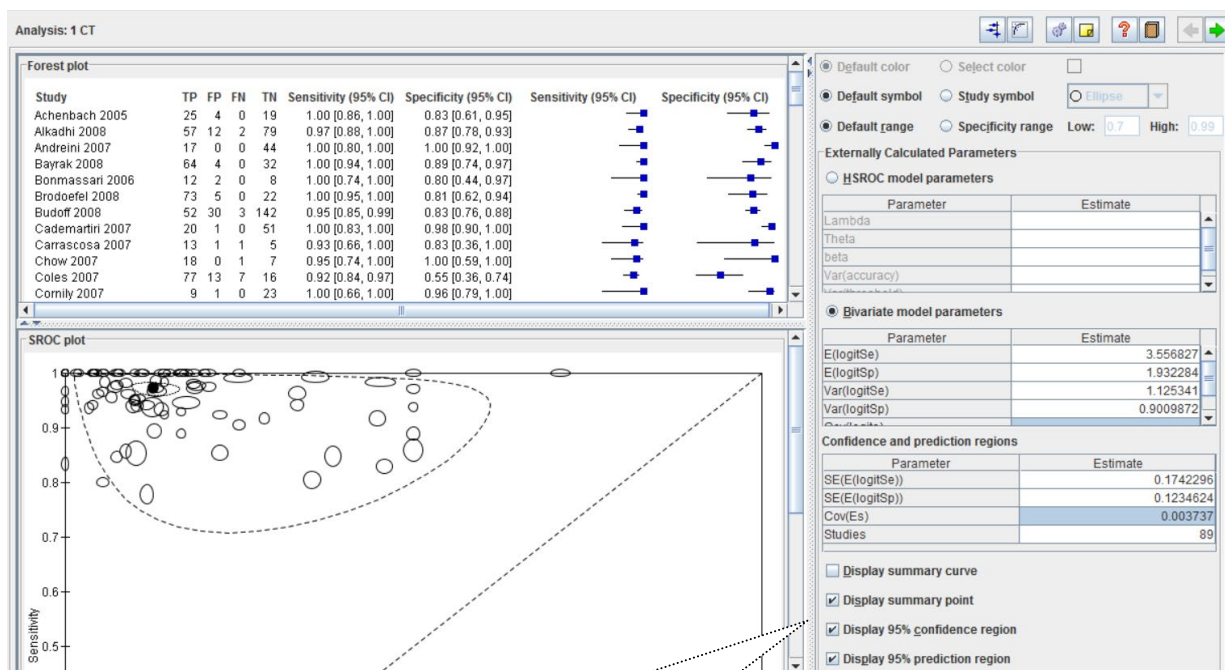 Analysis: 1 CT
Forest plot
Study TP FP FN TN Sensitivity (95% CI) Specificity (95% CI) Sensitivity (95% CI) Specificity (95% CI)
Achenbach 2005 25 4 0 19 1.00 [0.86, 1.00] 0.83 [0.61, 0.95]
Alkadhi 2008 57 12 2 79 0.97 [0.88, 1.00] 0.87 [0.78, 0.93]
Andreini 2007 17 0 0 44 1.00 [0.80, 1.00] 1.00 [0.92, 1.00]
Bayrak 2008 64 4 0 32 1.00 [0.94, 1.00] 0.89 [0.74, 0.97]
Bonmassari 2006 12 2 0 8 1.00 [0.74, 1.00] 0.80 [0.44, 0.97]
Brodoefel 2008 73 5 0 22 1.00 [0.95, 1.00] 0.81 [0.62, 0.94]
Budoff 2008 52 30 3 142 0.95 [0.85, 0.99] 0.83 [0.76, 0.88]
Cademartiri 2007 20 1 0 51 1.00 [0.83, 1.00] 0.98 [0.90, 1.00]
Carrascosa 2007 13 1 1 5 0.93 [0.66, 1.00] 0.83 [0.36, 1.00]
Chow 2007 18 0 1 7 0.95 [0.74, 1.00] 1.00 [0.59, 1.00]
Coles 2007 77 13 7 16 0.92 [0.84, 0.97] 0.55 [0.36, 0.74]
Cornily 2007 9 1 0 23 1.00 [0.66, 1.00] 0.96 [0.79, 1.00]
SROC plot
1
0.9
0.8
0.7
0.6
0.5
Sensitivity
Default color Select color
Default symbol Study symbol Ellipse
Default range Specificity range Low: 0.7 High: 0.99
Externally Calculated Parameters
HSROC model parameters
Parameter Estimate
Lambda
Theta
beta
Var(accuracy)
Var(threshold)
Bivariate model parameters
Parameter Estimate
E(logitSe) 3.556827
E(logitSp) 1.932284
Var(logitSe) 1.125341
Var(logitSp) 0.9009872
Cov(logits)
Confidence and prediction regions
Parameter Estimate
SE(E(logitSe)) 0.1742296
SE(E(logitSp)) 0.1234624
Cov(Es) 0.003737
Studies 89
Display summary curve
Display summary point
Display 95% confidence region
Display 95% prediction region